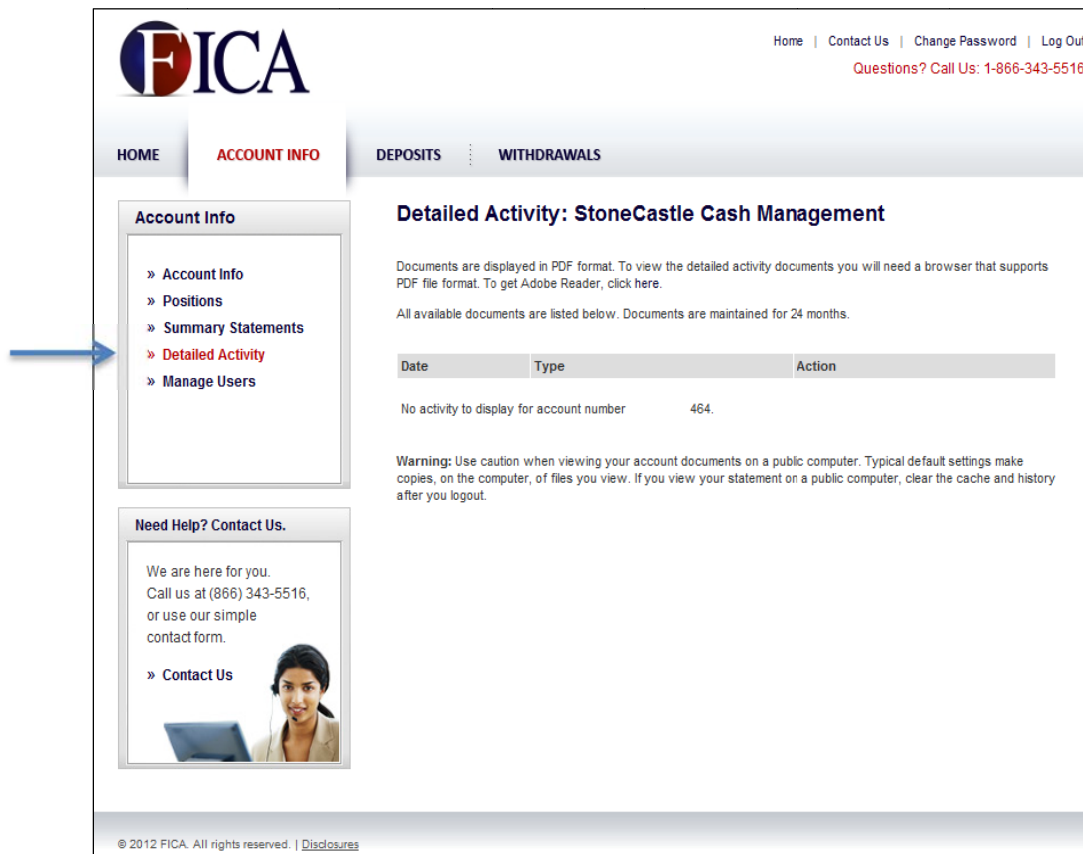 FICA
Home | Contact Us | Change Password | Log Out
Questions? Call Us: 1-866-343-5516
HOME
ACCOUNT INFO
DEPOSITS
WITHDRAWALS
Account Info
» Account Info
» Positions
» Summary Statements
» Detailed Activity
» Manage Users
Need Help? Contact Us.
We are here for you.
Call us at (866) 343-5516,
or use our simple
contact form.
» Contact Us
Detailed Activity: StoneCastle Cash Management
Documents are displayed in PDF format. To view the detailed activity documents you will need a browser that supports
PDF file format. To get Adobe Reader, click here.
All available documents are listed below. Documents are maintained for 24 months.
Date Type Action
No activity to display for account number 464.
Warning: Use caution when viewing your account documents on a public computer. Typical default settings make
copies, on the computer, of files you view. If you view your statement on a public computer, clear the cache and history
after you logout.
© 2012 FICA. All rights reserved. | Disclosures